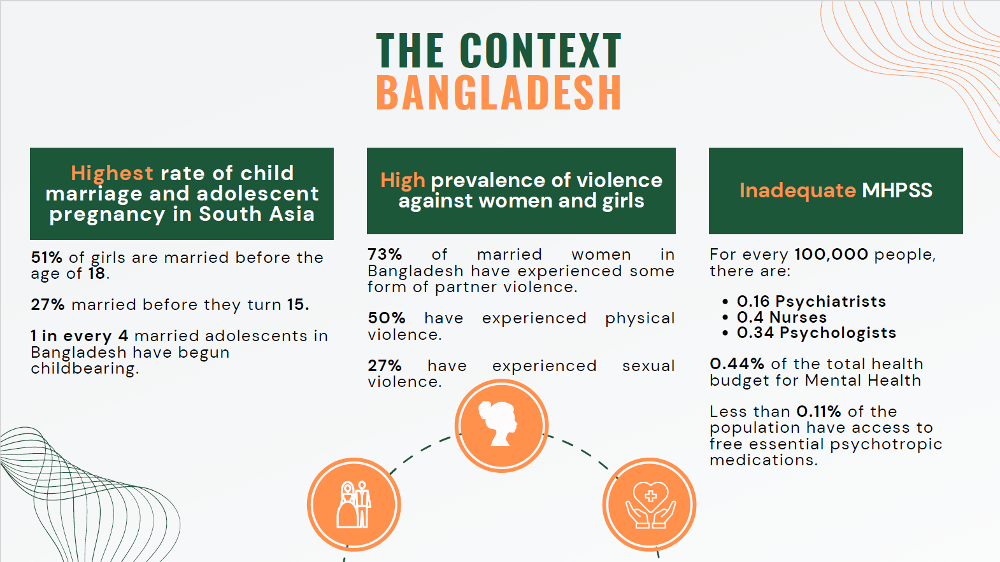 THE CONTEXT
BANGLADESH
Highest rate of child
marriage and adolescent
pregnancy in South Asia
51% of girls are married before the
age of 18.
27% married before they turn 15.
1 in every 4 married adolescents in
Bangladesh have begun
childbearing.
High prevalence of violence
against women and girls
73% of married women in
Bangladesh have experienced some
form of partner violence.
50% have experienced physical
violence.
27% have experienced sexual
violence.
Inadequate MHPSS
For every 100,000 people,
there are:
• 0.16 Psychiatrists
• 0.4 Nurses
• 0.34 Psychologists
0.44% of the total health
budget for Mental Health
Less than 0.11% of the
population have access to
free essential psychotropic
medications.